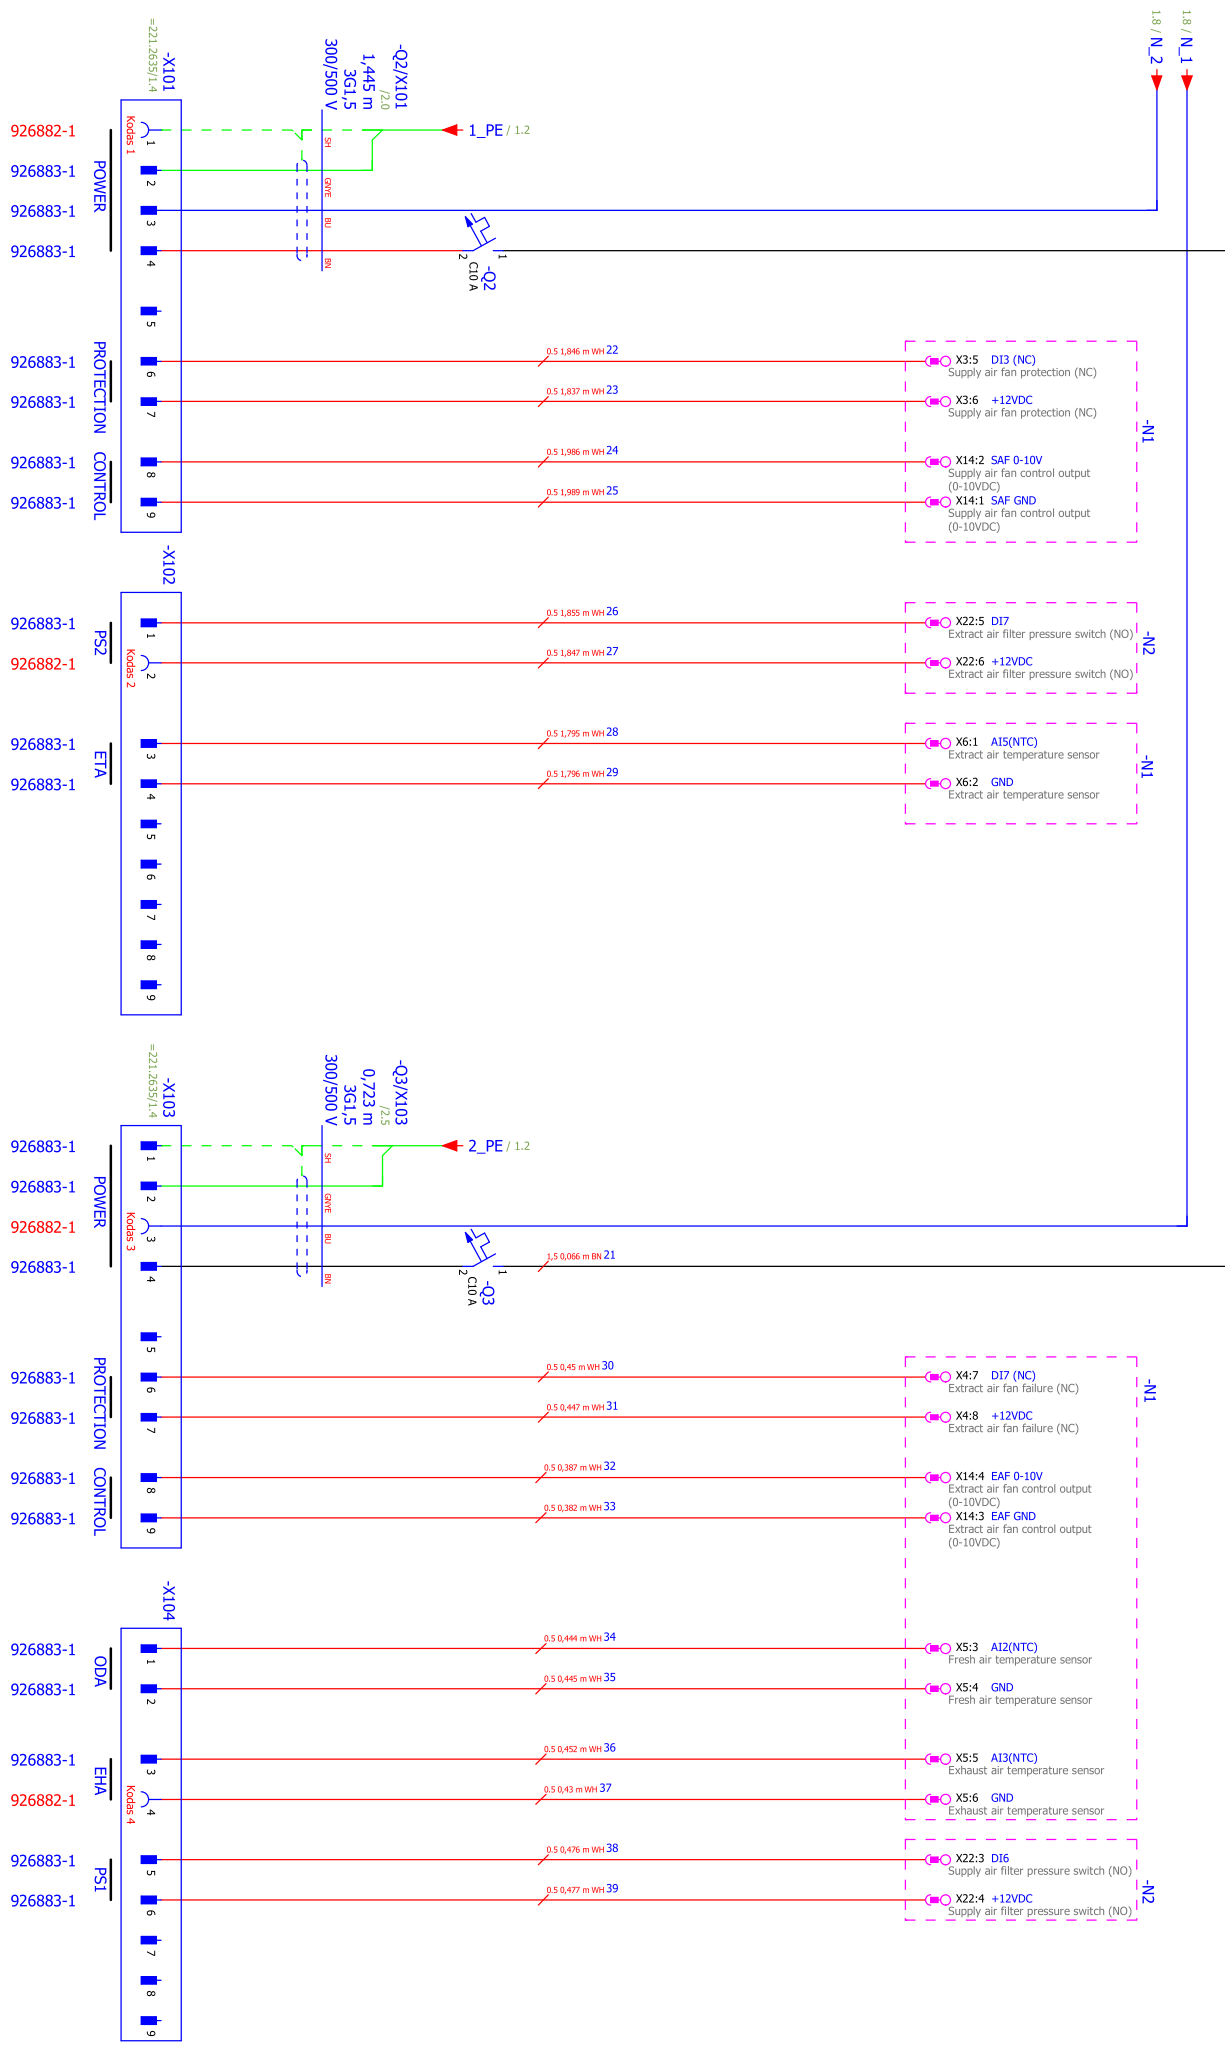 1.8 / N_2
1.8 / N_1
-X101
=221.2635/1.4
-Q2/X101
/2.0
1,445 m
3G1,5
300/500 V
926882-1
Kodas 1
1
SH
1_PE / 1.2
926883-1
2
GNYE
926883-1
3
BU
926883-1
4
BN
POWER
2
1
-Q2
C10 A
5
926883-1
6
0.5 1,846 m WH 22
X3:5 DI3 (NC)
Supply air fan protection (NC)
926883-1
7
0.5 1,837 m WH 23
X3:6 +12VDC
Supply air fan protection (NC)
PROTECTION
-N1
926883-1
8
0.5 1,986 m WH 24
X14:2 SAF 0-10V
Supply air fan control output
(0-10VDC)
926883-1
9
0.5 1,989 m WH 25
X14:1 SAF GND
Supply air fan control output
(0-10VDC)
CONTROL
-X102
926883-1
1
0.5 1,855 m WH 26
X22:5 DI7
Extract air filter pressure switch (NO)
PS2
-N2
926882-1
Kodas 2
2
0.5 1,847 m WH 27
X22:6 +12VDC
Extract air filter pressure switch (NO)
926883-1
3
0.5 1,795 m WH 28
X6:1 AI5(NTC)
Extract air temperature sensor
ETA
-N1
926883-1
4
0.5 1,796 m WH 29
X6:2 GND
Extract air temperature sensor
5
6
7
8
9
-X103
=221.2635/1.4
-Q3/X103
/2.5
0,723 m
3G1,5
300/500 V
926883-1
1
SH
2_PE / 1.2
926883-1
2
GNYE
926882-1
Kodas 3
3
BU
926883-1
4
BN
POWER
2
1
-Q3
C10 A
1,5 0,066 m BN 21
5
926883-1
6
0.5 0,45 m WH 30
X4:7 DI7 (NC)
Extract air fan failure (NC)
-N1
926883-1
7
0.5 0,447 m WH 31
X4:8 +12VDC
Extract air fan failure (NC)
PROTECTION
926883-1
8
0.5 0,387 m WH 32
X14:4 EAF 0-10V
Extract air fan control output
(0-10VDC)
926883-1
9
0.5 0,382 m WH 33
X14:3 EAF GND
Extract air fan control output
(0-10VDC)
CONTROL
-X104
926883-1
1
0.5 0,444 m WH 34
X5:3 AI2(NTC)
Fresh air temperature sensor
ODA
926883-1
2
0.5 0,445 m WH 35
X5:4 GND
Fresh air temperature sensor
926883-1
3
0.5 0,452 m WH 36
X5:5 AI3(NTC)
Exhaust air temperature sensor
EHA
926882-1
Kodas 4
4
0.5 0,43 m WH 37
X5:6 GND
Exhaust air temperature sensor
926883-1
5
0.5 0,476 m WH 38
X22:3 DI6
Supply air filter pressure switch (NO)
PS1
-N2
926883-1
6
0.5 0,477 m WH 39
X22:4 +12VDC
Supply air filter pressure switch (NO)
7
8
9